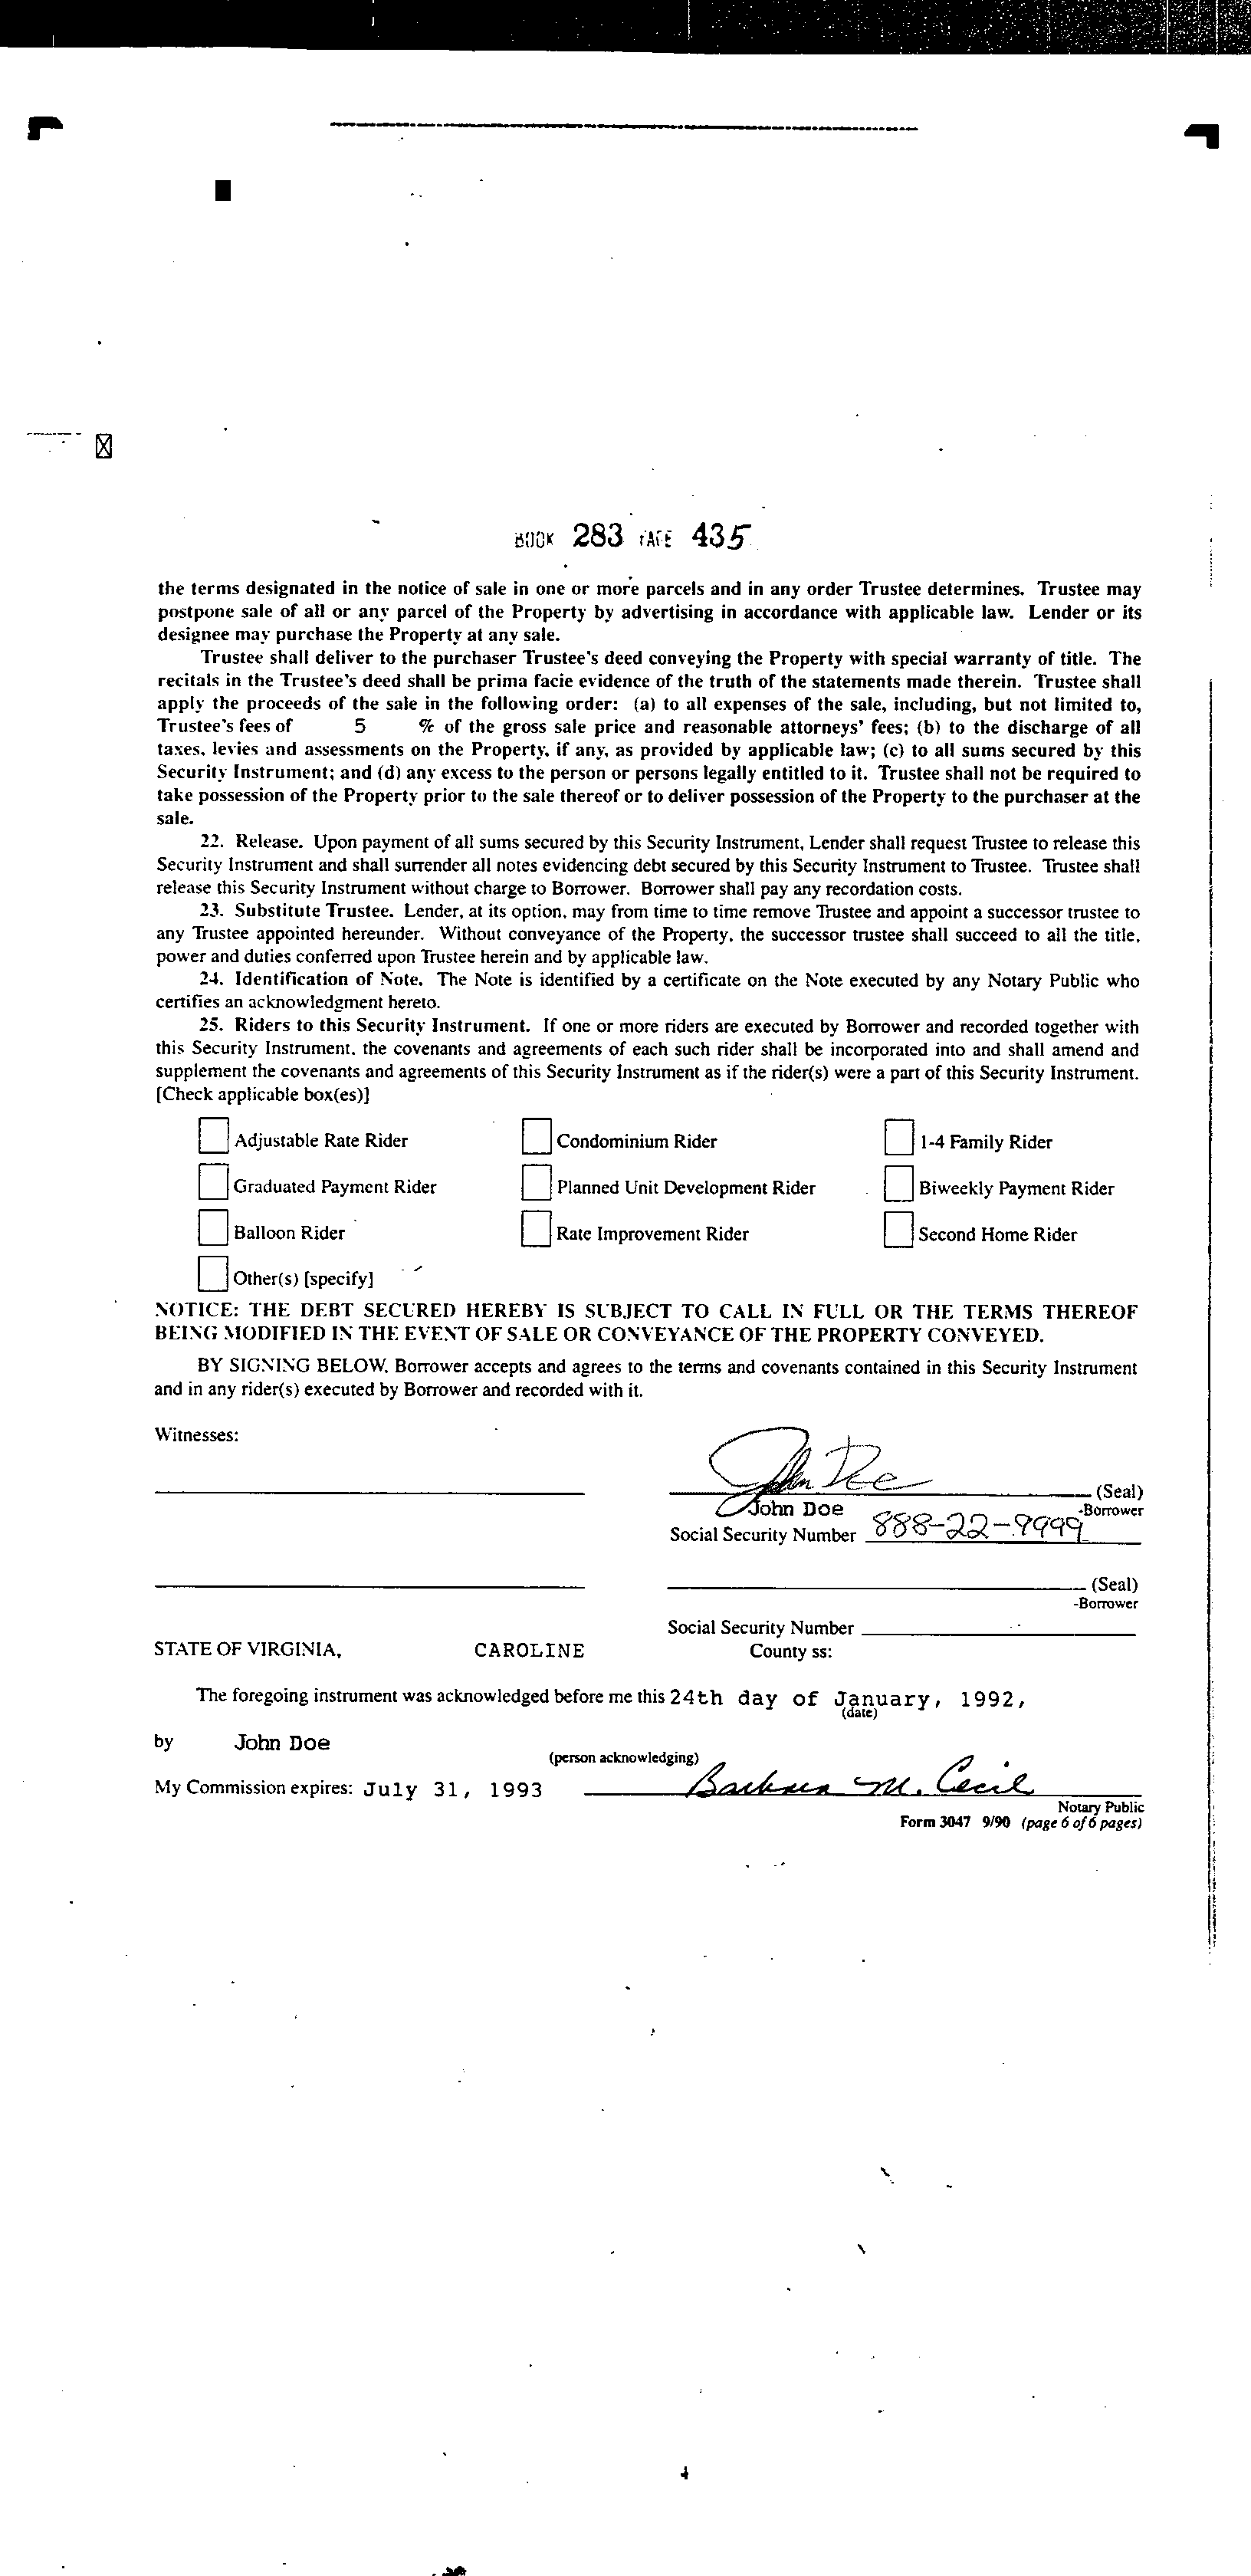 BOOK 283 PAGE 435
the terms designated in the notice of sale in one or more parcels and in any order Trustee determines. Trustee may
postpone sale of all or any parcel of the Property by advertising in accordance with applicable law. Lender or its
designee may purchase the Property at any sale.
Trustee shall deliver to the purchaser Trustee's deed conveying the Property with special warranty of title. The
recitals in the Trustee's deed shall be prima facie evidence of the truth of the statements made therein. Trustee shall
apply the proceeds of the sale in the following order: (a) to all expenses of the sale, including, but not limited to,
Trustee's fees of 5 % of the gross sale price and reasonable attorneys' fees; (b) to the discharge of all
taxes, levies and assessments on the Property, if any, as provided by applicable law; (c) to all sums secured by this
Security Instrument; and (d) any excess to the person or persons legally entitled to it. Trustee shall not be required to
take possession of the Property prior to the sale thereof or to deliver possession of the Property to the purchaser at the
sale.
22. Release. Upon payment of all sums secured by this Security Instrument, Lender shall request Trustee to release this
Security Instrument and shall surrender all notes evidencing debt secured by this Security Instrument to Trustee. Trustee shall
release this Security Instrument without charge to Borrower. Borrower shall pay any recordation costs.
23. Substitute Trustee. Lender, at its option, may from time to time remove Trustee and appoint a successor trustee to
any Trustee appointed hereunder. Without conveyance of the Property, the successor trustee shall succeed to all the title,
power and duties conferred upon Trustee herein and by applicable law.
24. Identification of Note. The Note is identified by a certificate on the Note executed by any Notary Public who
certifies an acknowledgment hereto.
25. Riders to this Security Instrument. If one or more riders are executed by Borrower and recorded together with
this Security Instrument, the covenants and agreements of each such rider shall be incorporated into and shall amend and
supplement the covenants and agreements of this Security Instrument as if the rider(s) were a part of this Security Instrument.
[Check applicable box(es)]
Adjustable Rate Rider Condominium Rider 1-4 Family Rider
Graduated Payment Rider Planned Unit Development Rider Biweekly Payment Rider
Balloon Rider Rate Improvement Rider Second Home Rider
Other(s) [specify]
NOTICE: THE DEBT SECURED HEREBY IS SUBJECT TO CALL IN FULL OR THE TERMS THEREOF
BEING MODIFIED IN THE EVENT OF SALE OR CONVEYANCE OF THE PROPERTY CONVEYED.
BY SIGNING BELOW, Borrower accepts and agrees to the terms and covenants contained in this Security Instrument
and in any rider(s) executed by Borrower and recorded with it.
Witnesses:
John Doe (Seal)
John Doe -Borrower
Social Security Number 888-22-9999
(Seal)
-Borrower
Social Security Number
STATE OF VIRGINIA, CAROLINE County ss:
The foregoing instrument was acknowledged before me this 24th day of January, 1992,
(date)
by John Doe
(person acknowledging)
My Commission expires: July 31, 1993 Barbara M. Cecil
Notary Public
Form 3047 9/90 (page 6 of 6 pages)